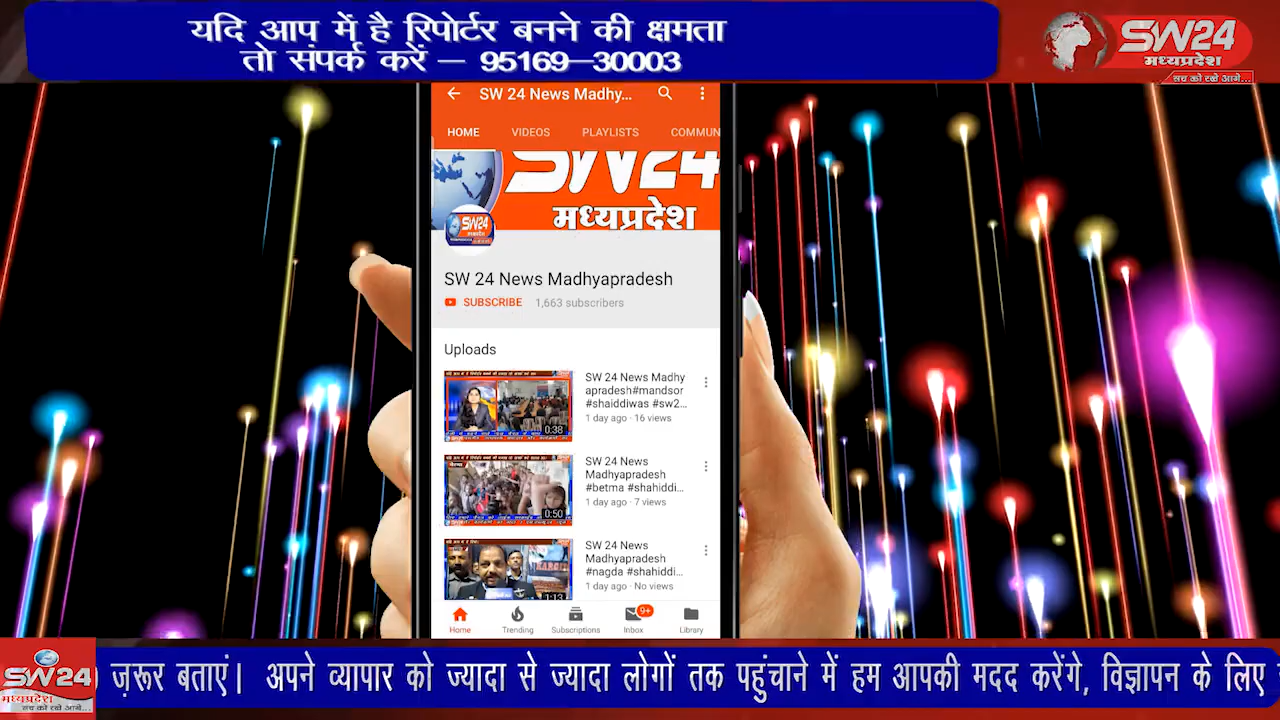 यदि आप में है रिपोर्टर बनने की क्षमता
तो संपर्क करें – 95169–30003
SW24
मध्यप्रदेश
सच को रखे आगे...
SW 24 News Madhy...
HOME VIDEOS PLAYLISTS COMMUN
SW24
मध्यप्रदेश
SW24
SW 24 News Madhyapradesh
SUBSCRIBE 1,663 subscribers
Uploads
SW 24 News Madhy
apradesh#mandsor
#shaiddiwas #sw2...
1 day ago · 16 views
0:38
SW 24 News
Madhyapradesh
#betma #shahiddi...
1 day ago · 7 views
0:50
SW 24 News
Madhyapradesh
#nagda #shahiddi...
1 day ago · No views
1:13
Home Trending Subscriptions Inbox 9+ Library
SW24
मध्यप्रदेश
सच को रखे आगे...
ज़रूर बताएं। अपने व्यापार को ज्यादा से ज्यादा लोगों तक पहुंचाने में हम आपकी मदद करेंगे, विज्ञापन के लिए